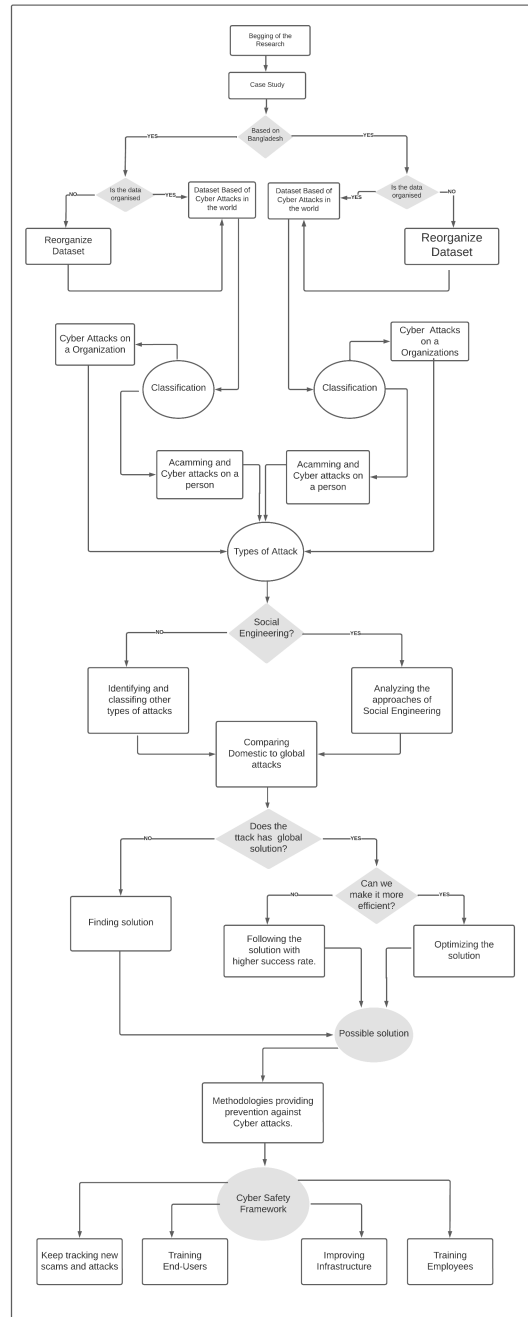 Begging of the
Research
Case Study
Based on
Bangladesh
YES
YES
Is the data
organised
NO
YES
Dataset Based of
Cyber Attacks in
the world
Dataset Based of
Cyber Attacks in
the world
Is the data
organised
YES
NO
Reorganize
Dataset
Reorganize
Dataset
Cyber Attacks on
a Organization
Cyber Attacks
on a
Organizations
Classification
Classification
Acamming and
Cyber attacks on a
person
Acamming and
Cyber attacks on
a person
Types of Attack
Social
Engineering?
NO
YES
Identifying and
classifing other
types of attacks
Analyzing the
approaches of
Social Engineering
Comparing
Domestic to global
attacks
Does the
ttack has global
solution?
NO
YES
Can we
make it more
efficient?
NO
YES
Finding solution
Following the
solution with
higher success rate.
Optimizing the
solution
Possible solution
Methodologies providing
prevention against
Cyber attacks.
Cyber Safety
Framework
Keep tracking new
scams and attacks
Training
End-Users
Improving
Infrastructure
Training
Employees